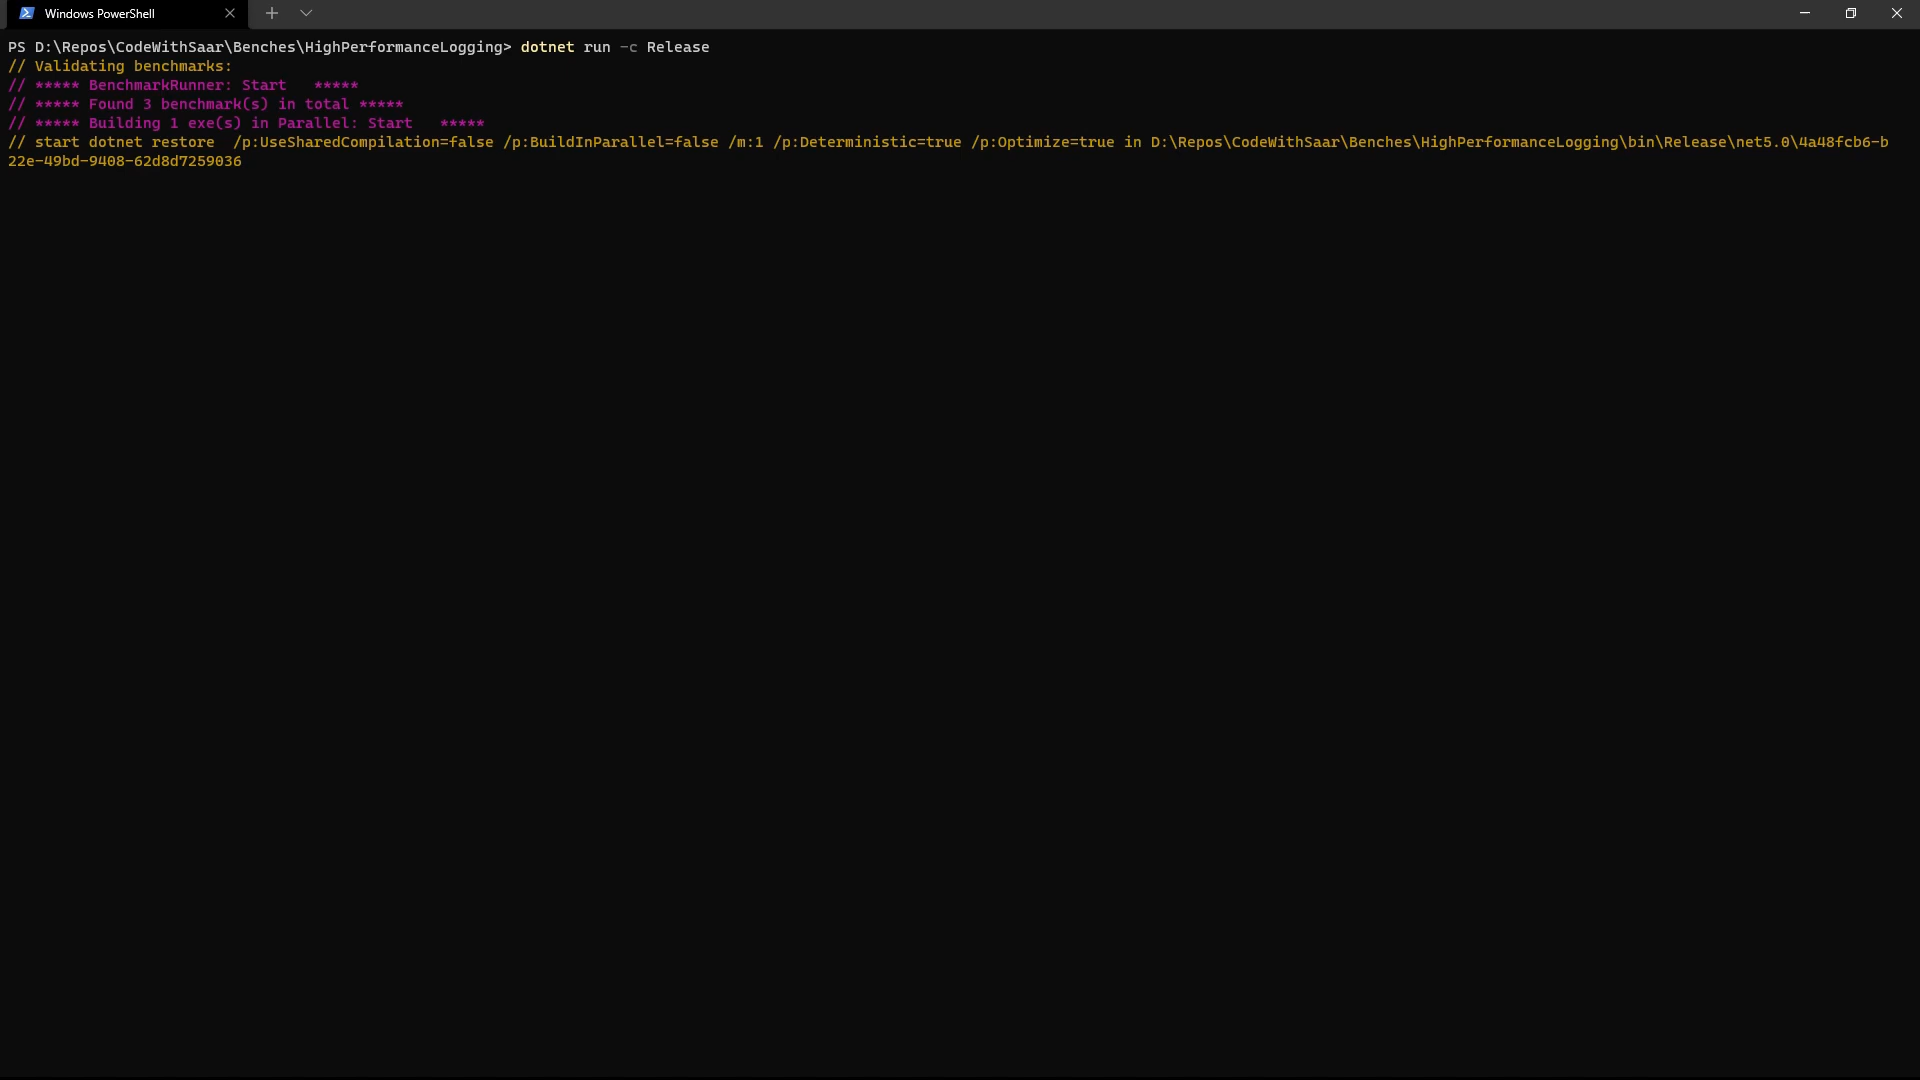 Windows PowerShell
PS D:\Repos\CodeWithSaar\Benches\HighPerformanceLogging> dotnet run -c Release
// Validating benchmarks:
// ***** BenchmarkRunner: Start   *****
// ***** Found 3 benchmark(s) in total *****
// ***** Building 1 exe(s) in Parallel: Start   *****
// start dotnet restore  /p:UseSharedCompilation=false /p:BuildInParallel=false /m:1 /p:Deterministic=true /p:Optimize=true in D:\Repos\CodeWithSaar\Benches\HighPerformanceLogging\bin\Release\net5.0\4a48fcb6-b
22e-49bd-9408-62d8d7259036